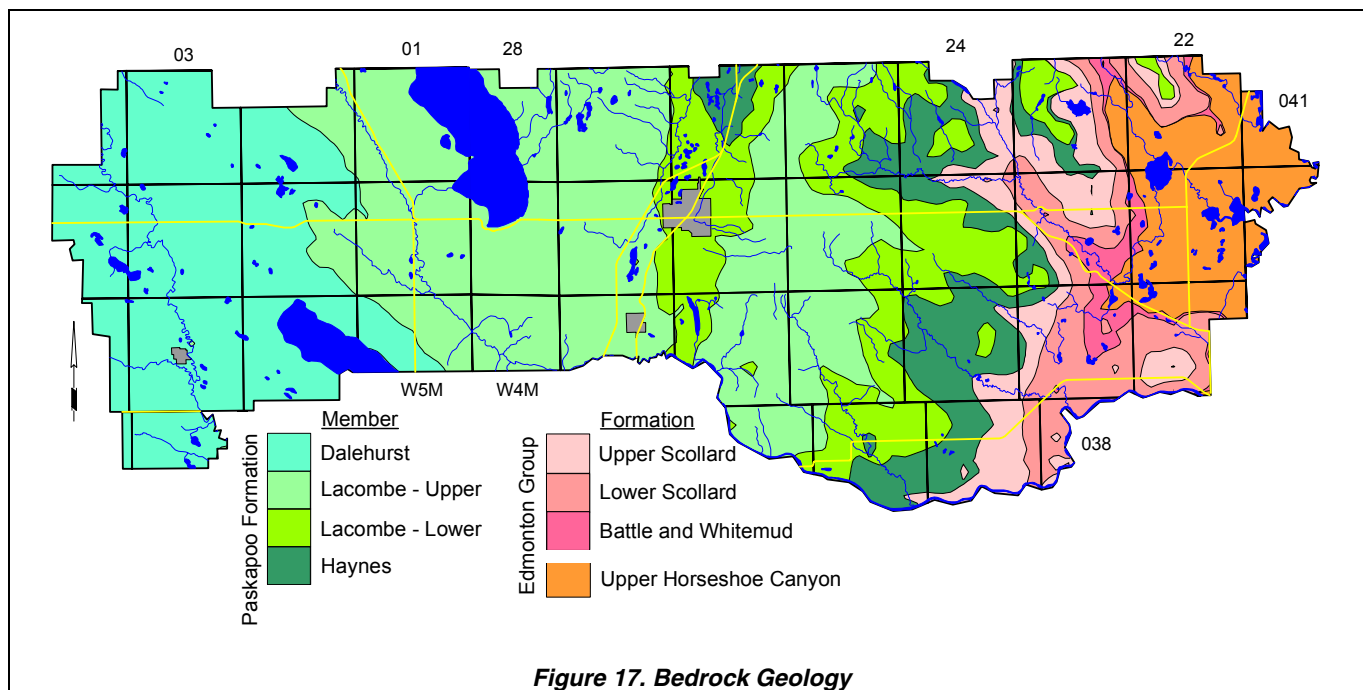 03
01
28
24
22
041
W5M
W4M
038
Paskapoo Formation
Member
Dalehurst
Lacombe - Upper
Lacombe - Lower
Haynes
Edmonton Group
Formation
Upper Scollard
Lower Scollard
Battle and Whitemud
Upper Horseshoe Canyon
Figure 17. Bedrock Geology